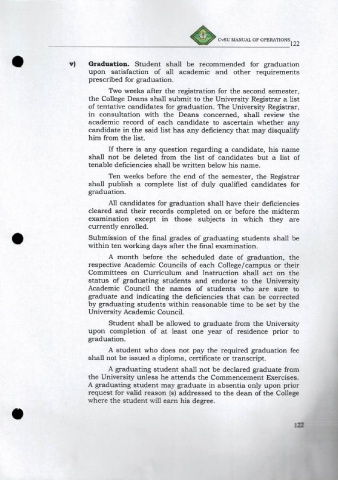 CvSU MANUAL OF OPERATIONS 122
v) Graduation. Student shall be recommended for graduation
upon satisfaction of all academic and other requirements
prescribed for graduation.
Two weeks after the registration for the second semester,
the College Deans shall submit to the University Registrar a list
of tentative candidates for graduation. The University Registrar,
in consultation with the Deans concerned, shall review the
academic record of each candidate to ascertain whether any
candidate in the said list has any deficiency that may disqualify
him from the list.
If there is any question regarding a candidate, his name
shall not be deleted from the list of candidates but a list of
tenable deficiencies shall be written below his name.
Ten weeks before the end of the semester, the Registrar
shall publish a complete list of duly qualified candidates for
graduation.
All candidates for graduation shall have their deficiencies
cleared and their records completed on or before the midterm
examination except in those subjects in which they are
currently enrolled.
Submission of the final grades of graduating students shall be
within ten working days after the final examination.
A month before the scheduled date of graduation, the
respective Academic Councils of each College/campus or their
Committees on Curriculum and Instruction shall act on the
status of graduating students and endorse to the University
Academic Council the names of students who are sure to
graduate and indicating the deficiencies that can be corrected
by graduating students within reasonable time to be set by the
University Academic Council.
Student shall be allowed to graduate from the University
upon completion of at least one year of residence prior to
graduation.
A student who does not pay the required graduation fee
shall not be issued a diploma, certificate or transcript.
A graduating student shall not be declared graduate from
the University unless he attends the Commencement Exercises.
A graduating student may graduate in absentia only upon prior
request for valid reason (s) addressed to the dean of the College
where the student will earn his degree.
122